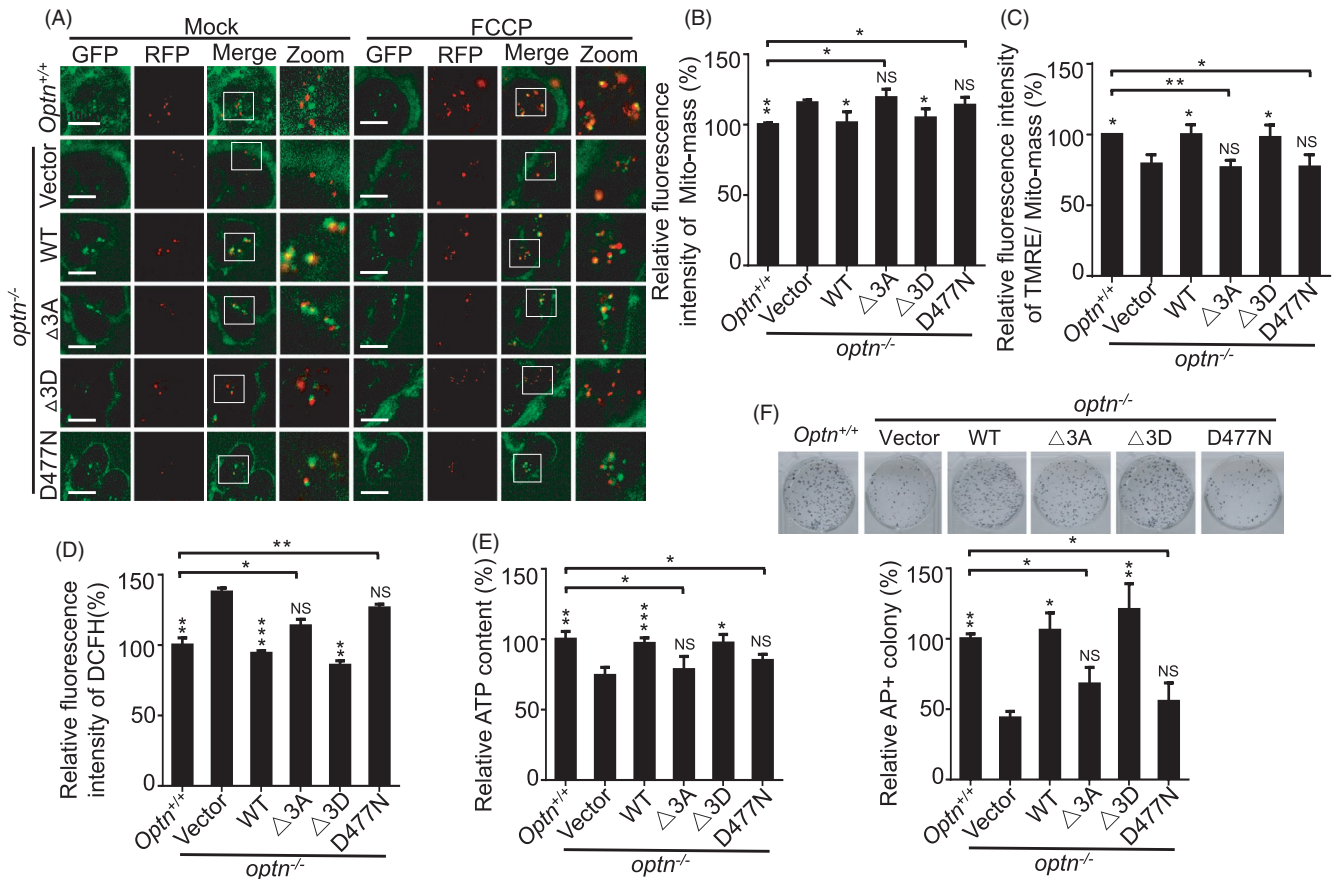 (A)
Mock
FCCP
GFP RFP Merge Zoom GFP RFP Merge Zoom
Optn+/+
optn-/-
Vector
WT
Δ3A
Δ3D
D477N
(B)
Relative fluorescence
intensity of Mito-mass (%)
150
100
50
0
*
*
** * NS * NS
Optn+/+ Vector WT △3A △3D D477N
optn-/-
(C)
Relative fluorescence intensity
of TMRE/ Mito-mass (%)
150
100
50
0
*
**
* * NS * NS
Optn+/+ Vector WT △3A △3D D477N
optn-/-
(D)
Relative fluorescence
intensity of DCFH(%)
150
100
50
0
**
*
** *** NS ** NS
Optn+/+ Vector WT △3A △3D D477N
optn-/-
(E)
Relative ATP content (%)
150
100
50
0
*
*
** *** NS * NS
Optn+/+ Vector WT △3A △3D D477N
optn-/-
(F)
optn-/-
Optn+/+ Vector WT △3A △3D D477N
Relative AP+ colony (%)
150
100
50
0
*
*
** * NS ** NS
Optn+/+ Vector WT △3A △3D D477N
optn-/-